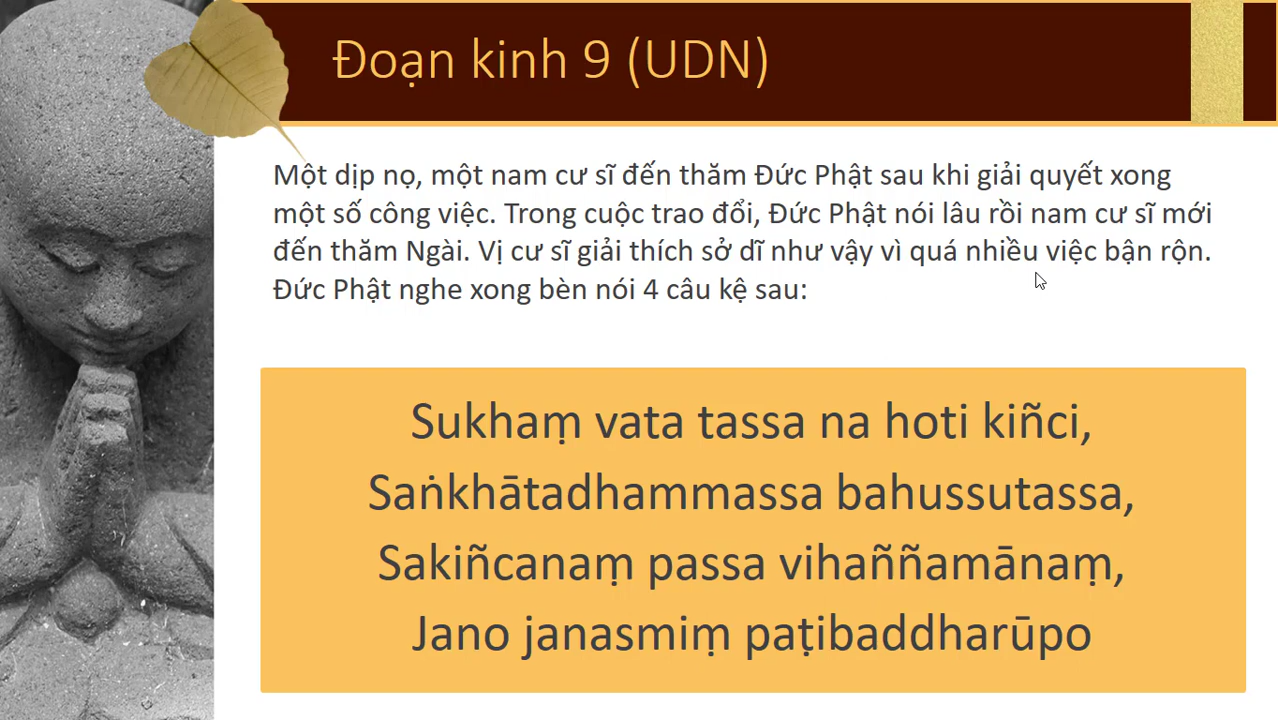 Đoạn kinh 9 (UDN)
Một dịp nọ, một nam cư sĩ đến thăm Đức Phật sau khi giải quyết xong
một số công việc. Trong cuộc trao đổi, Đức Phật nói lâu rồi nam cư sĩ mới
đến thăm Ngài. Vị cư sĩ giải thích sở dĩ như vậy vì quá nhiều việc bận rộn.
Đức Phật nghe xong bèn nói 4 câu kệ sau:
Sukhaṃ vata tassa na hoti kiñci,
Saṅkhātadhammassa bahussutassa,
Sakiñcanaṃ passa vihaññamānaṃ,
Jano janasmiṃ paṭibaddharūpo